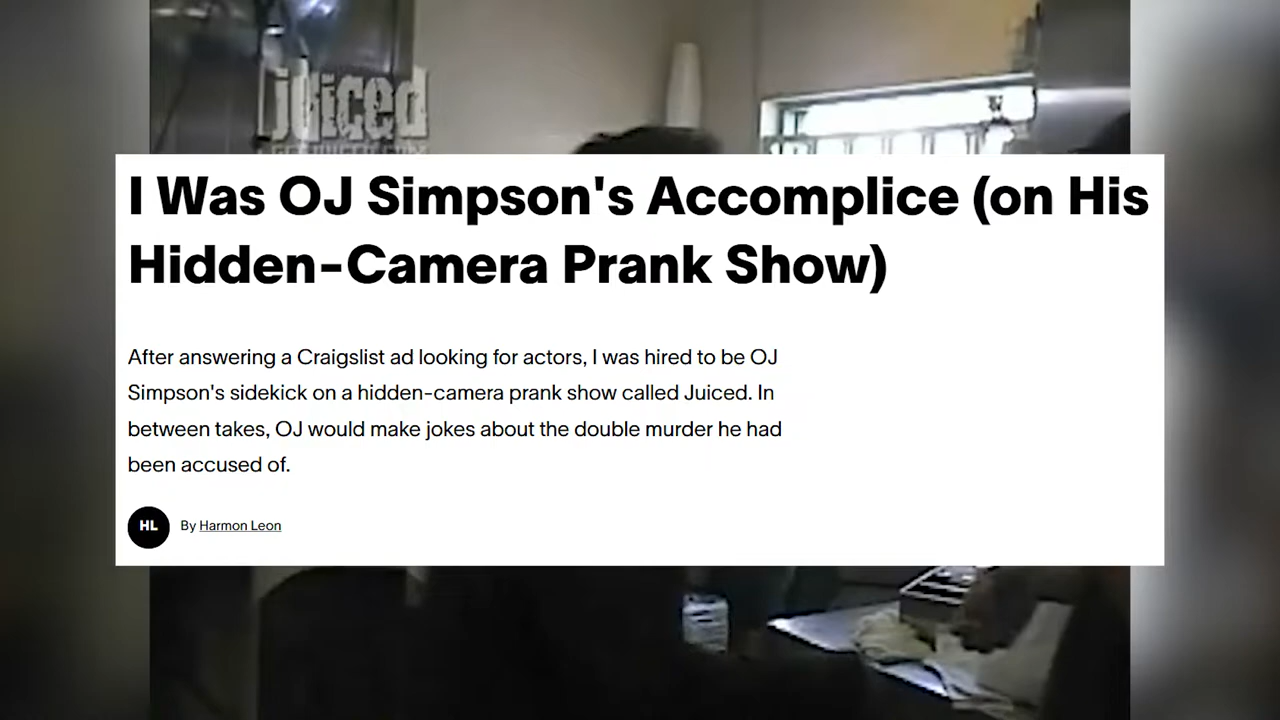 juiced
I Was OJ Simpson's Accomplice (on His
Hidden-Camera Prank Show)
After answering a Craigslist ad looking for actors, I was hired to be OJ
Simpson's sidekick on a hidden-camera prank show called Juiced. In
between takes, OJ would make jokes about the double murder he had
been accused of.
HL By Harmon Leon